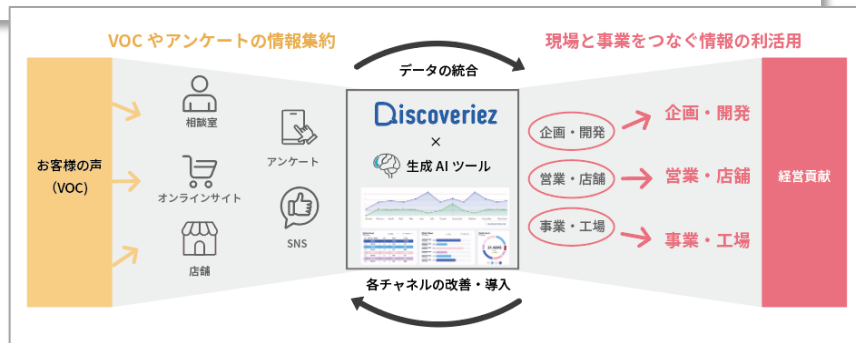 VOC やアンケートの情報集約
現場と事業をつなぐ情報の利活用
データの統合
お客様の声
（VOC)
相談室
オンラインサイト
店舗
アンケート
SNS
Discoveriez
×
生成 AI ツール
各チャネルの改善・導入
企画・開発
営業・店舗
事業・工場
企画・開発
営業・店舗
事業・工場
経営貢献